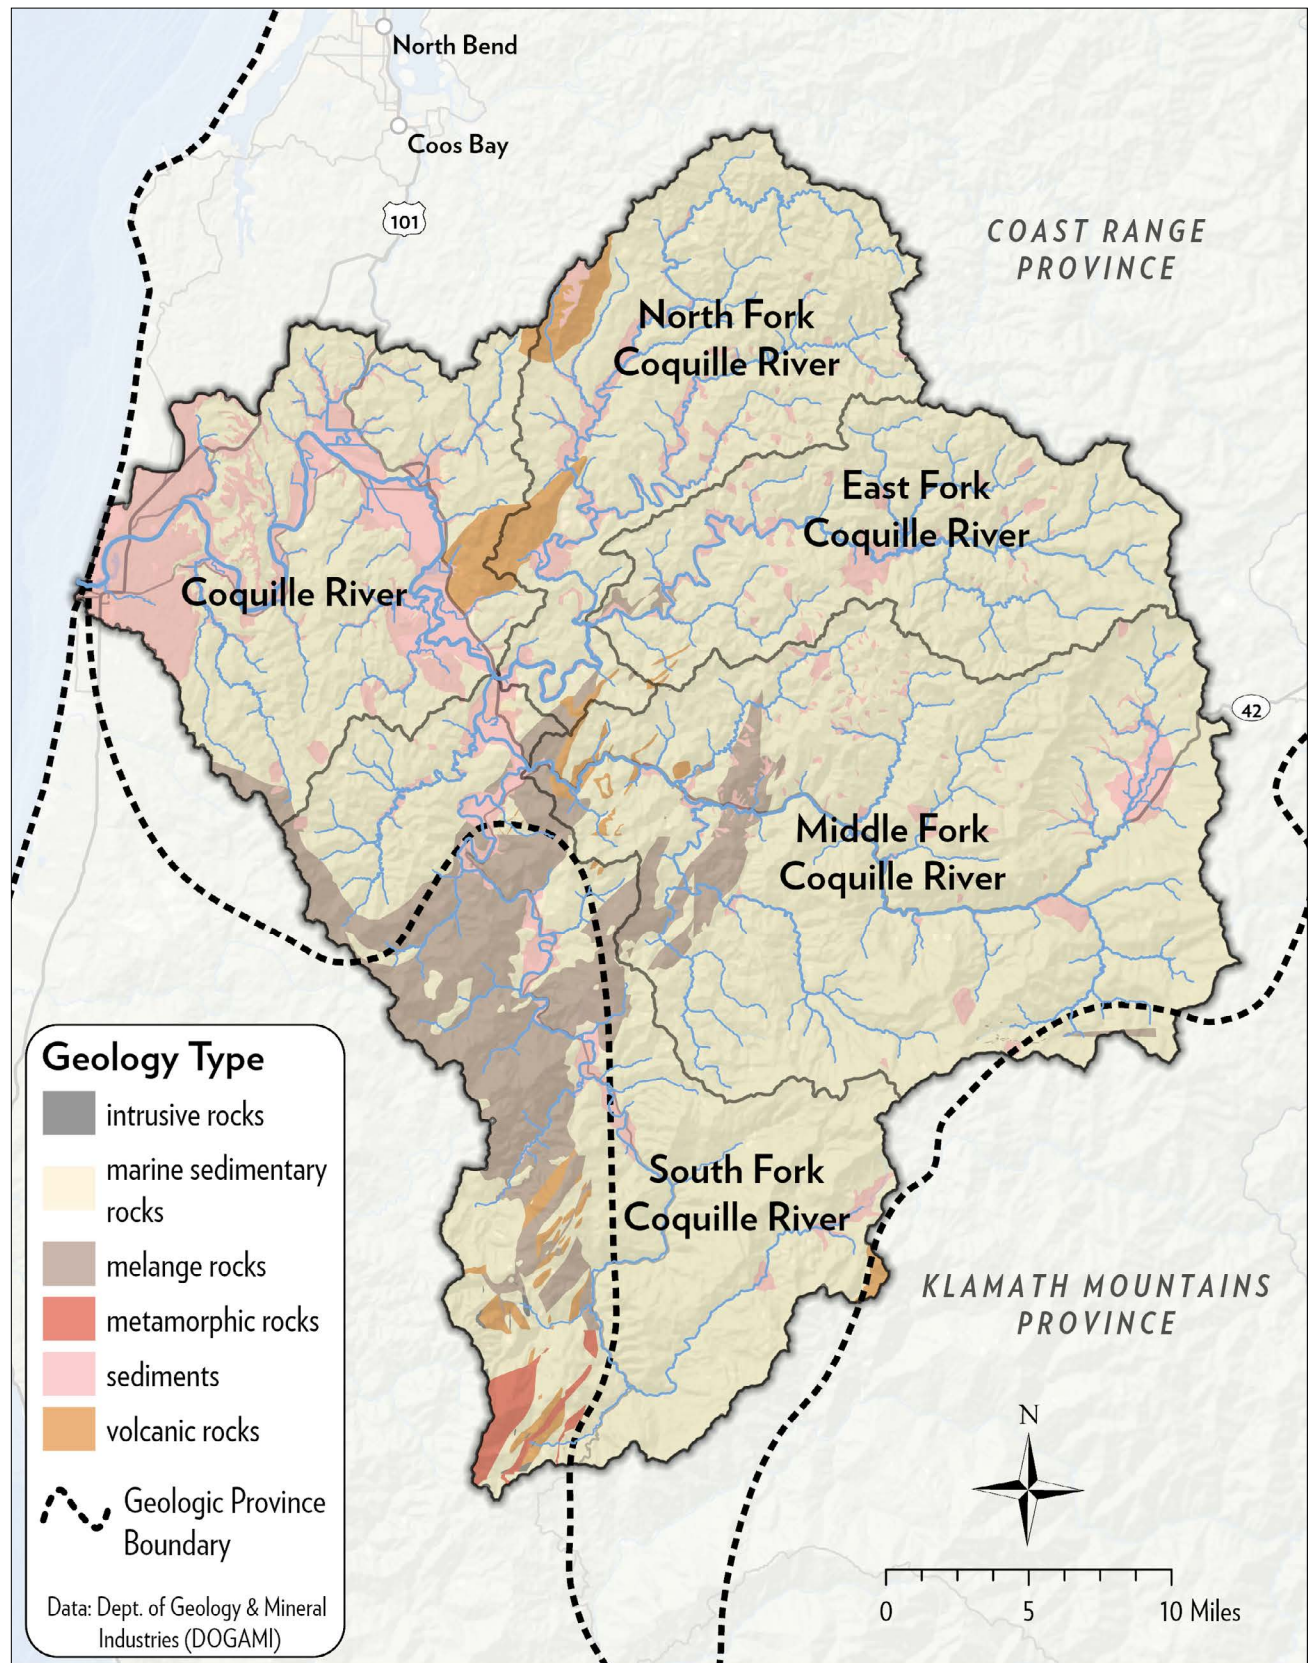 North Bend
Coos Bay
101
COAST RANGE
PROVINCE
North Fork
Coquille River
East Fork
Coquille River
Coquille River
42
Middle Fork
Coquille River
South Fork
Coquille River
KLAMATH MOUNTAINS
PROVINCE
Geology Type
intrusive rocks
marine sedimentary
rocks
melange rocks
metamorphic rocks
sediments
volcanic rocks
Geologic Province
Boundary
Data: Dept. of Geology & Mineral
Industries (DOGAMI)
N
0 5 10 Miles